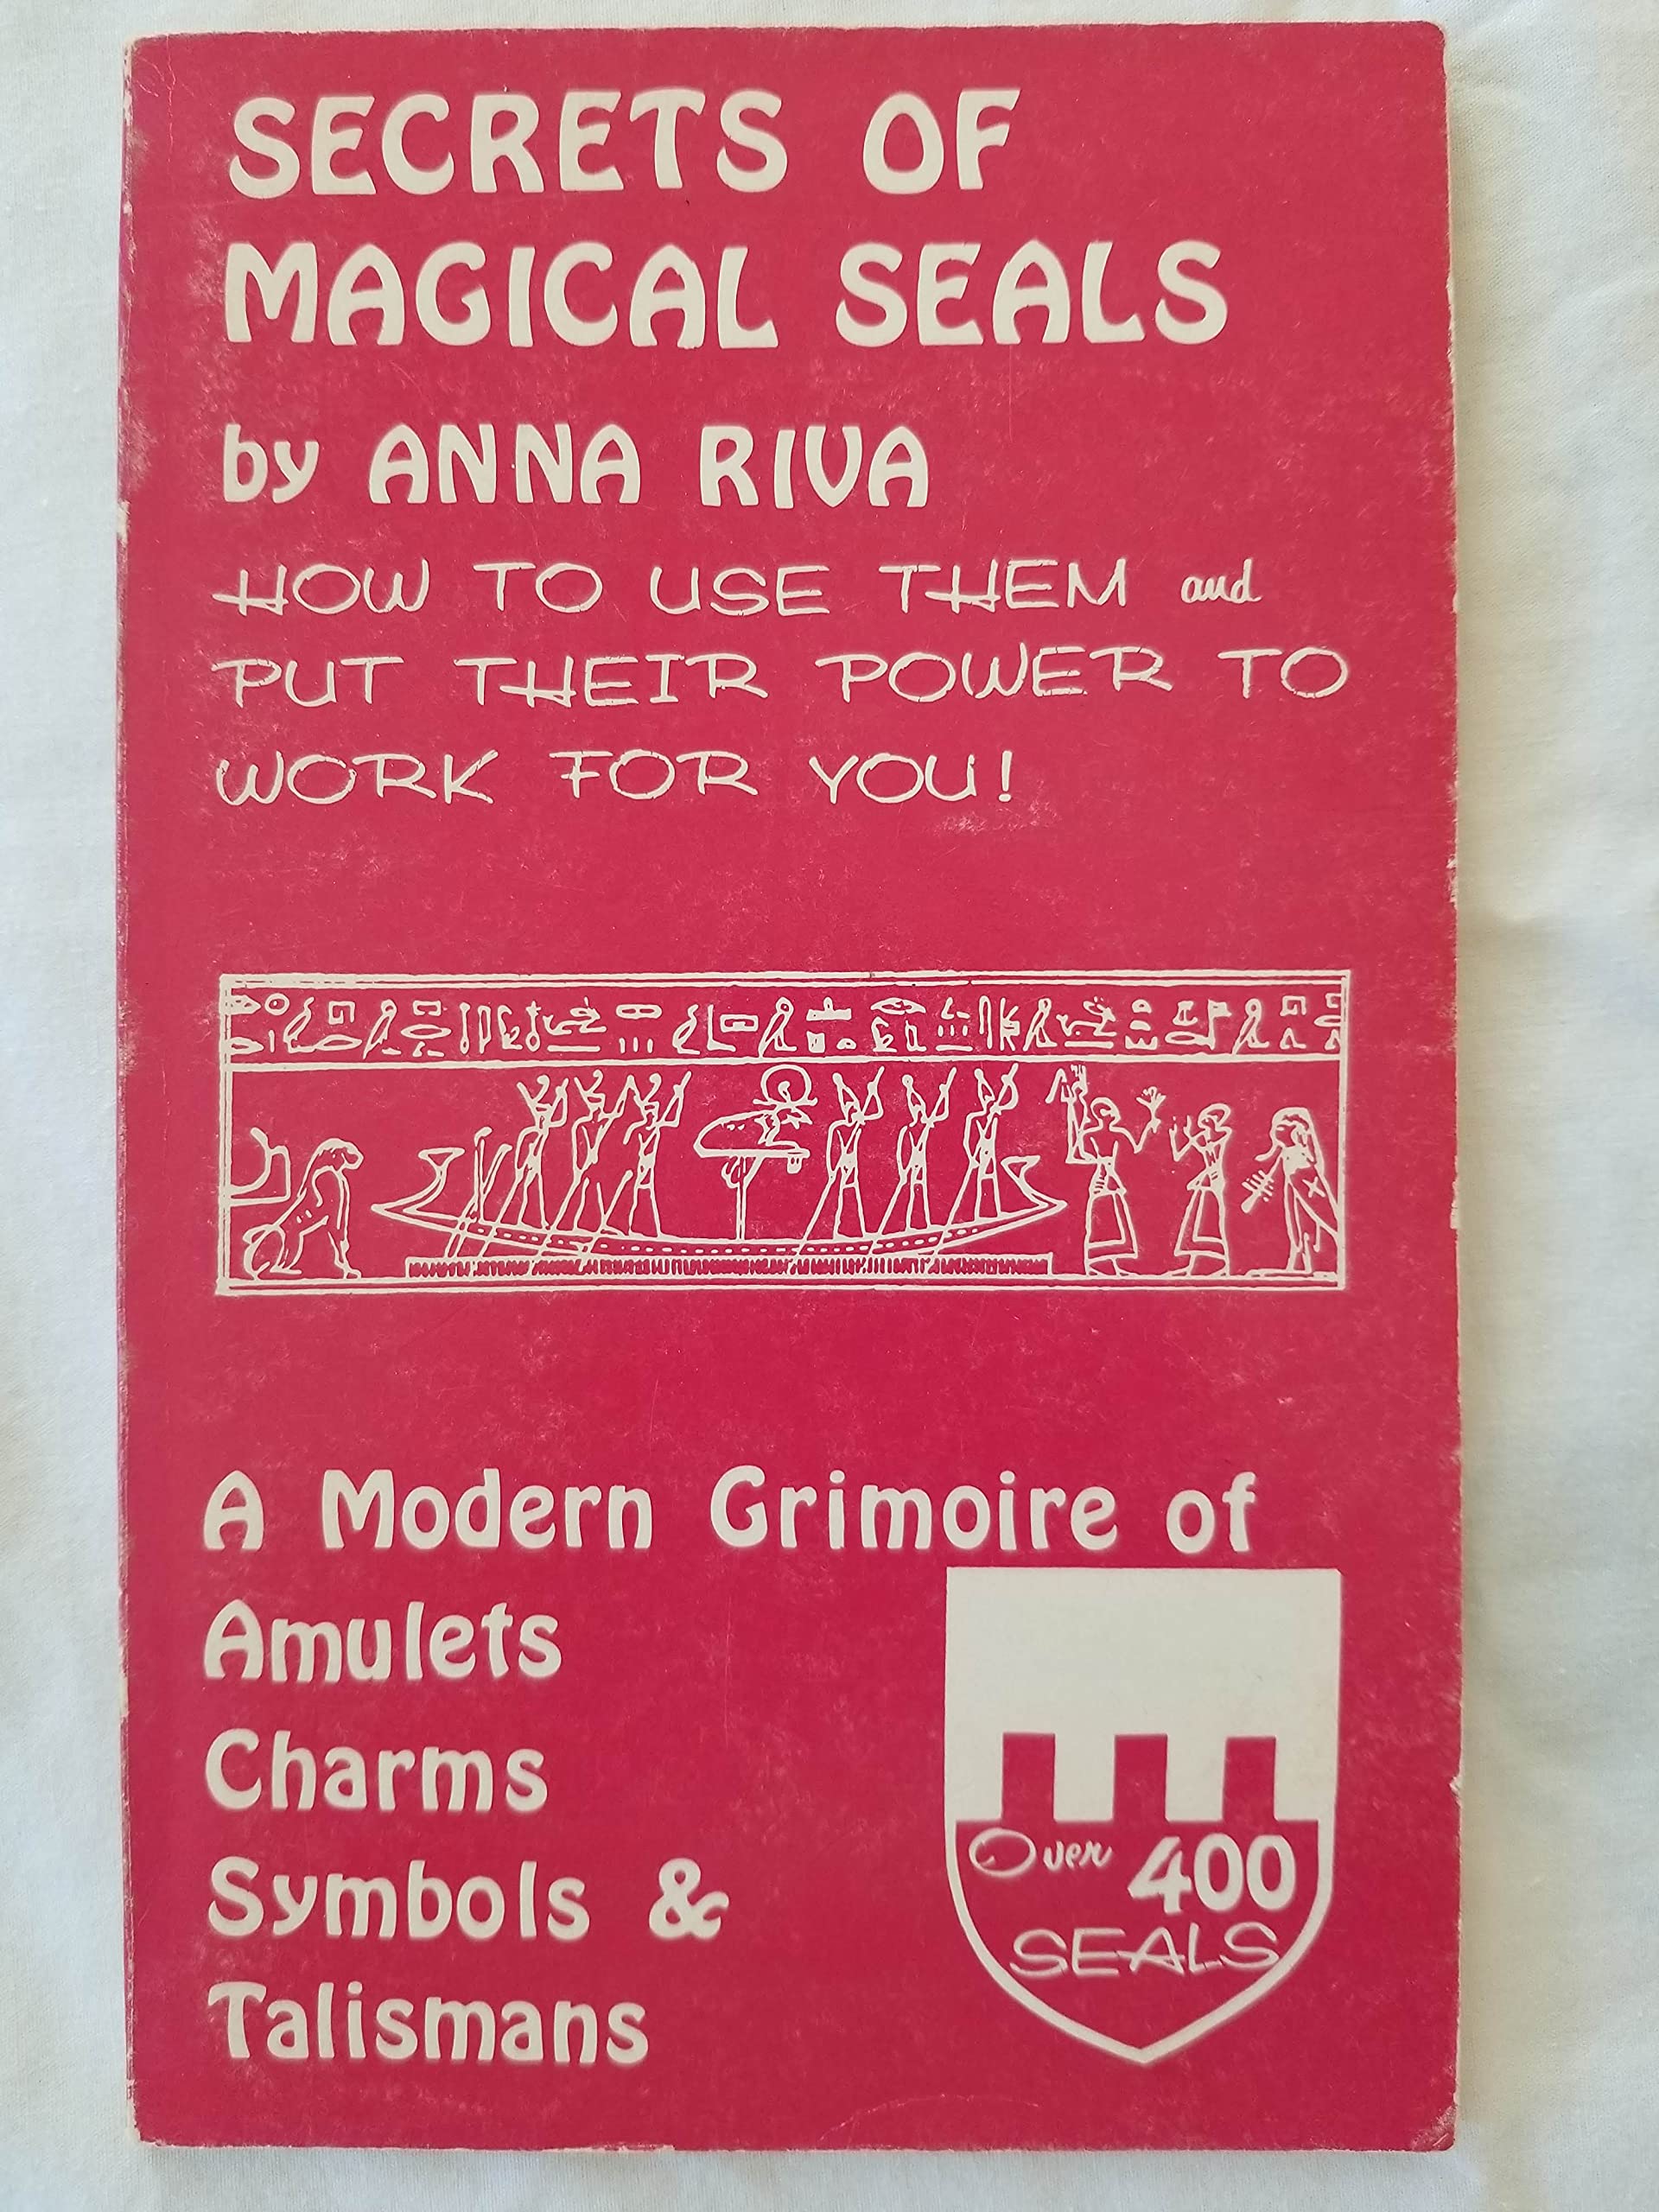 SECRETS OF
MAGICAL SEALS
by ANNA RIVA
HOW TO USE THEM and
PUT THEIR POWER TO
WORK FOR YOU!
A Modern Grimoire of
Amulets
Charms
Symbols &
Talismans
Over 400
SEALS